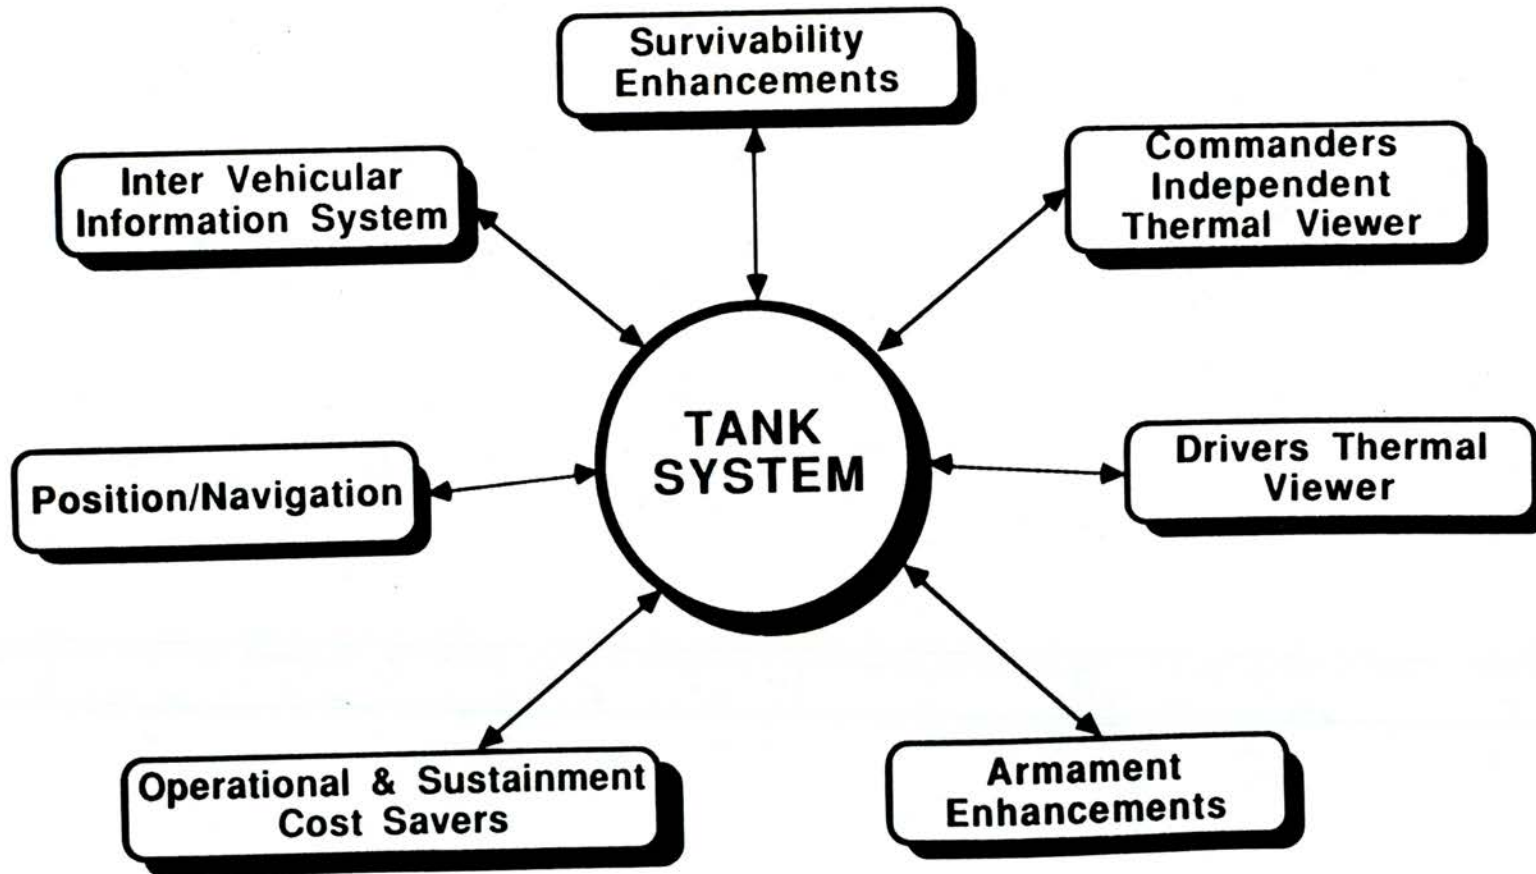 Survivability
Enhancements
Commanders
Independent
Thermal Viewer
Inter Vehicular
Information System
TANK
SYSTEM
Drivers Thermal
Viewer
Position/Navigation
Operational & Sustainment
Cost Savers
Armament
Enhancements